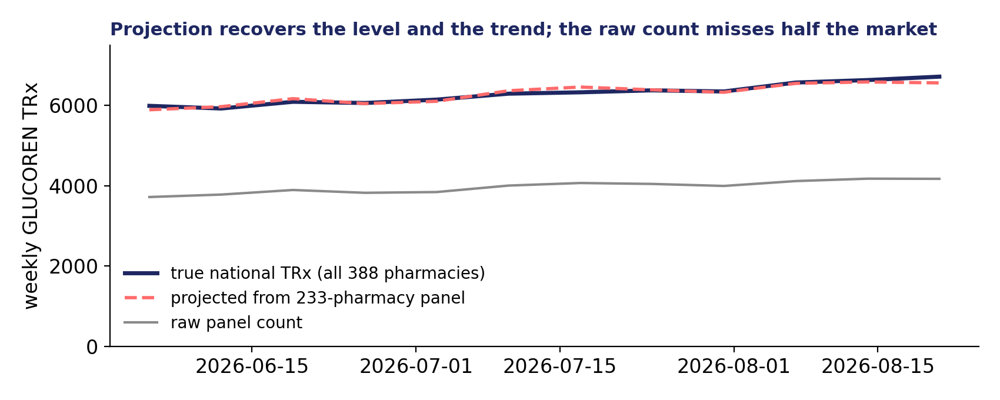 Projection recovers the level and the trend; the raw count misses half the market
weekly GLUCOREN TRx
6000
4000
2000
0
true national TRx (all 388 pharmacies)
projected from 233-pharmacy panel
raw panel count
2026-06-15
2026-07-01
2026-07-15
2026-08-01
2026-08-15